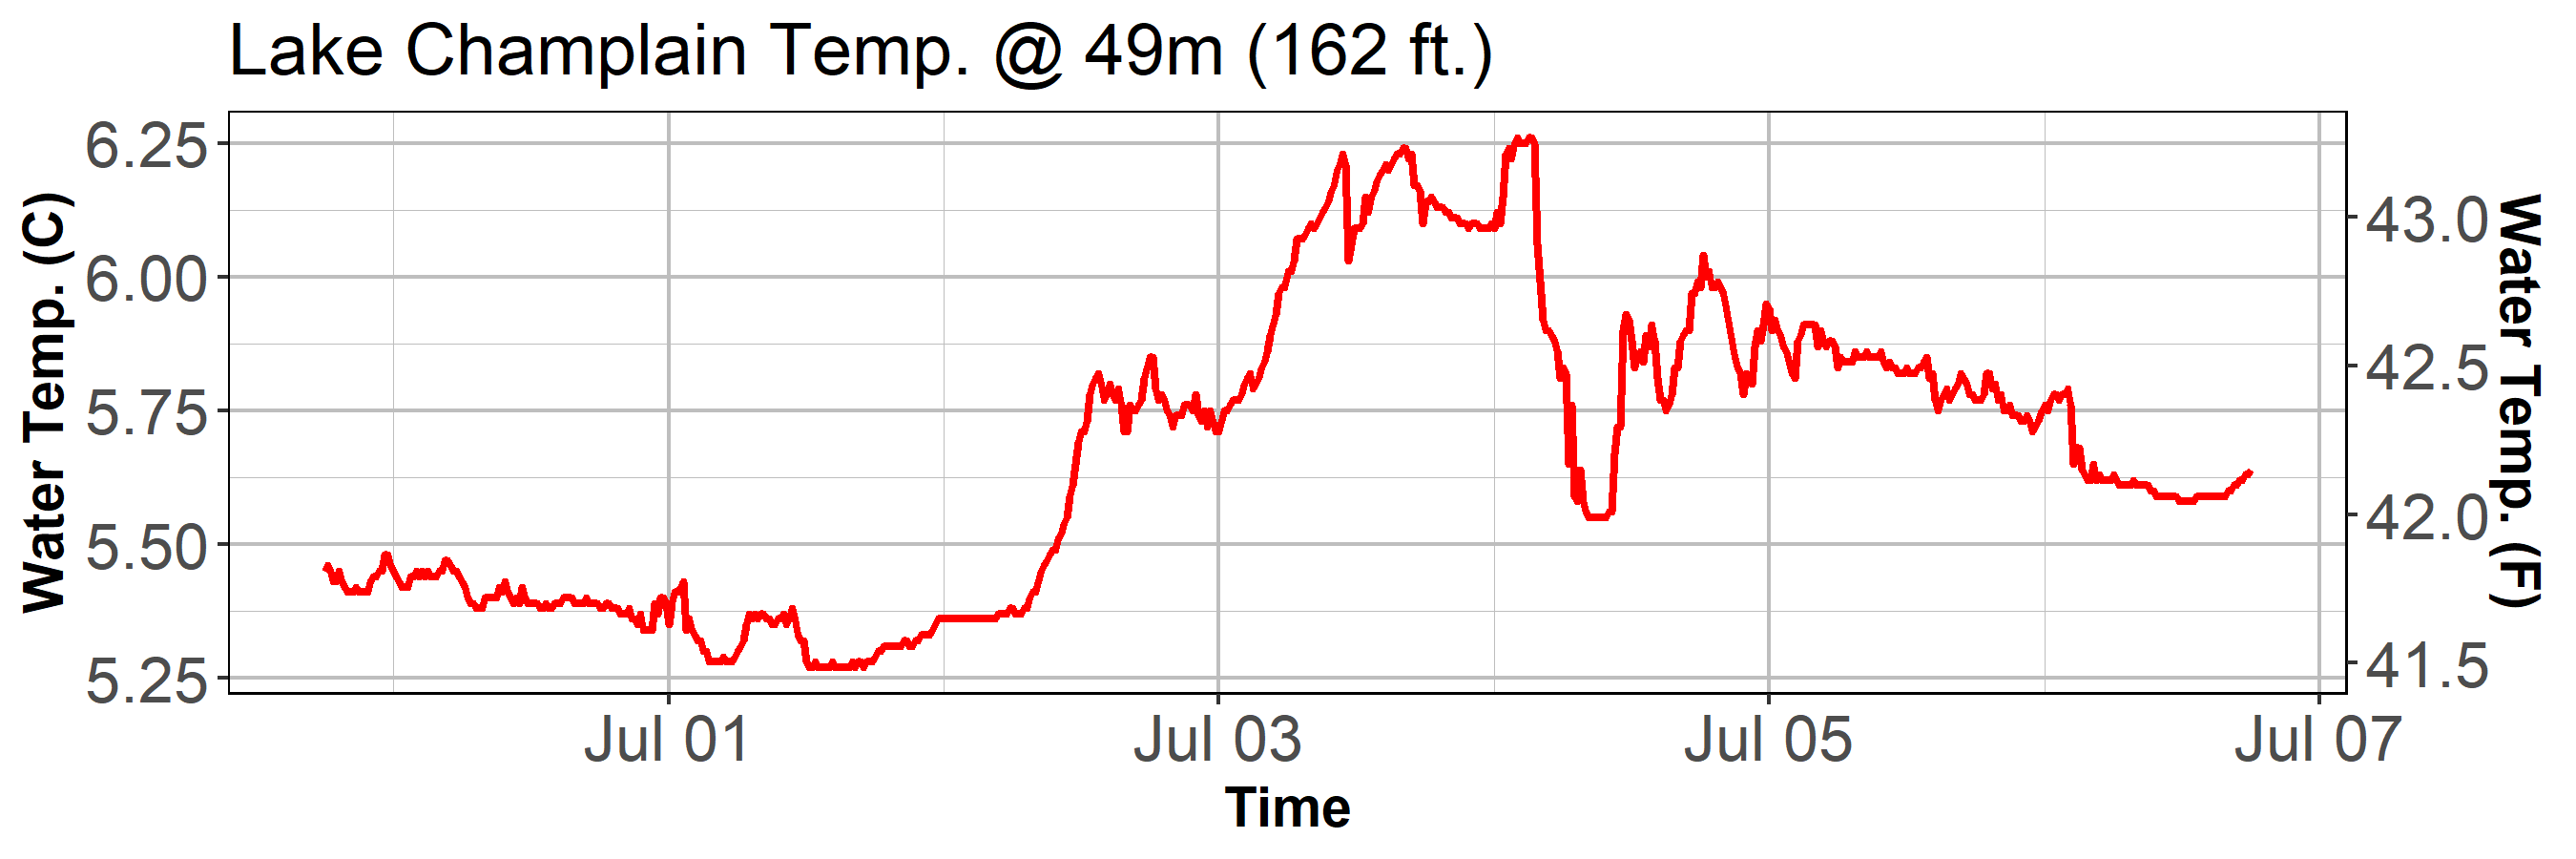 Lake Champlain Temp. @ 49m (162 ft.)
Water Temp. (C)
6.25
6.00
5.75
5.50
5.25
43.0
42.5
42.0
41.5
Water Temp. (F)
Jul 01 Jul 03 Jul 05 Jul 07
Time